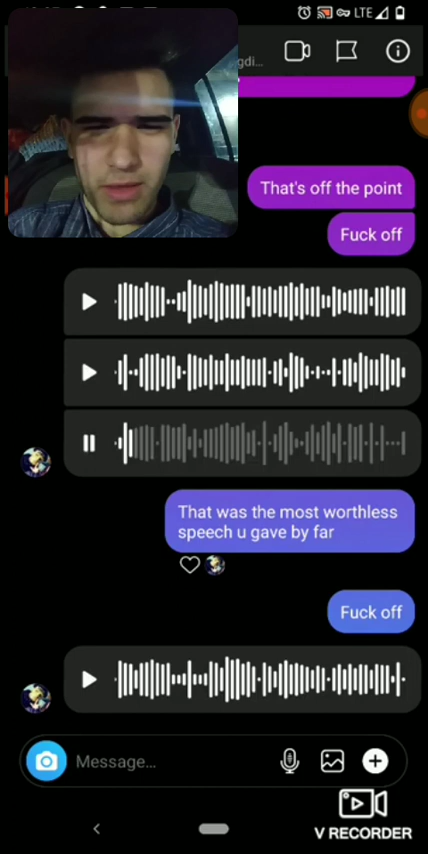 LTE
gdi...
That's off the point
Fuck off
That was the most worthless
speech u gave by far
Fuck off
Message...
V RECORDER